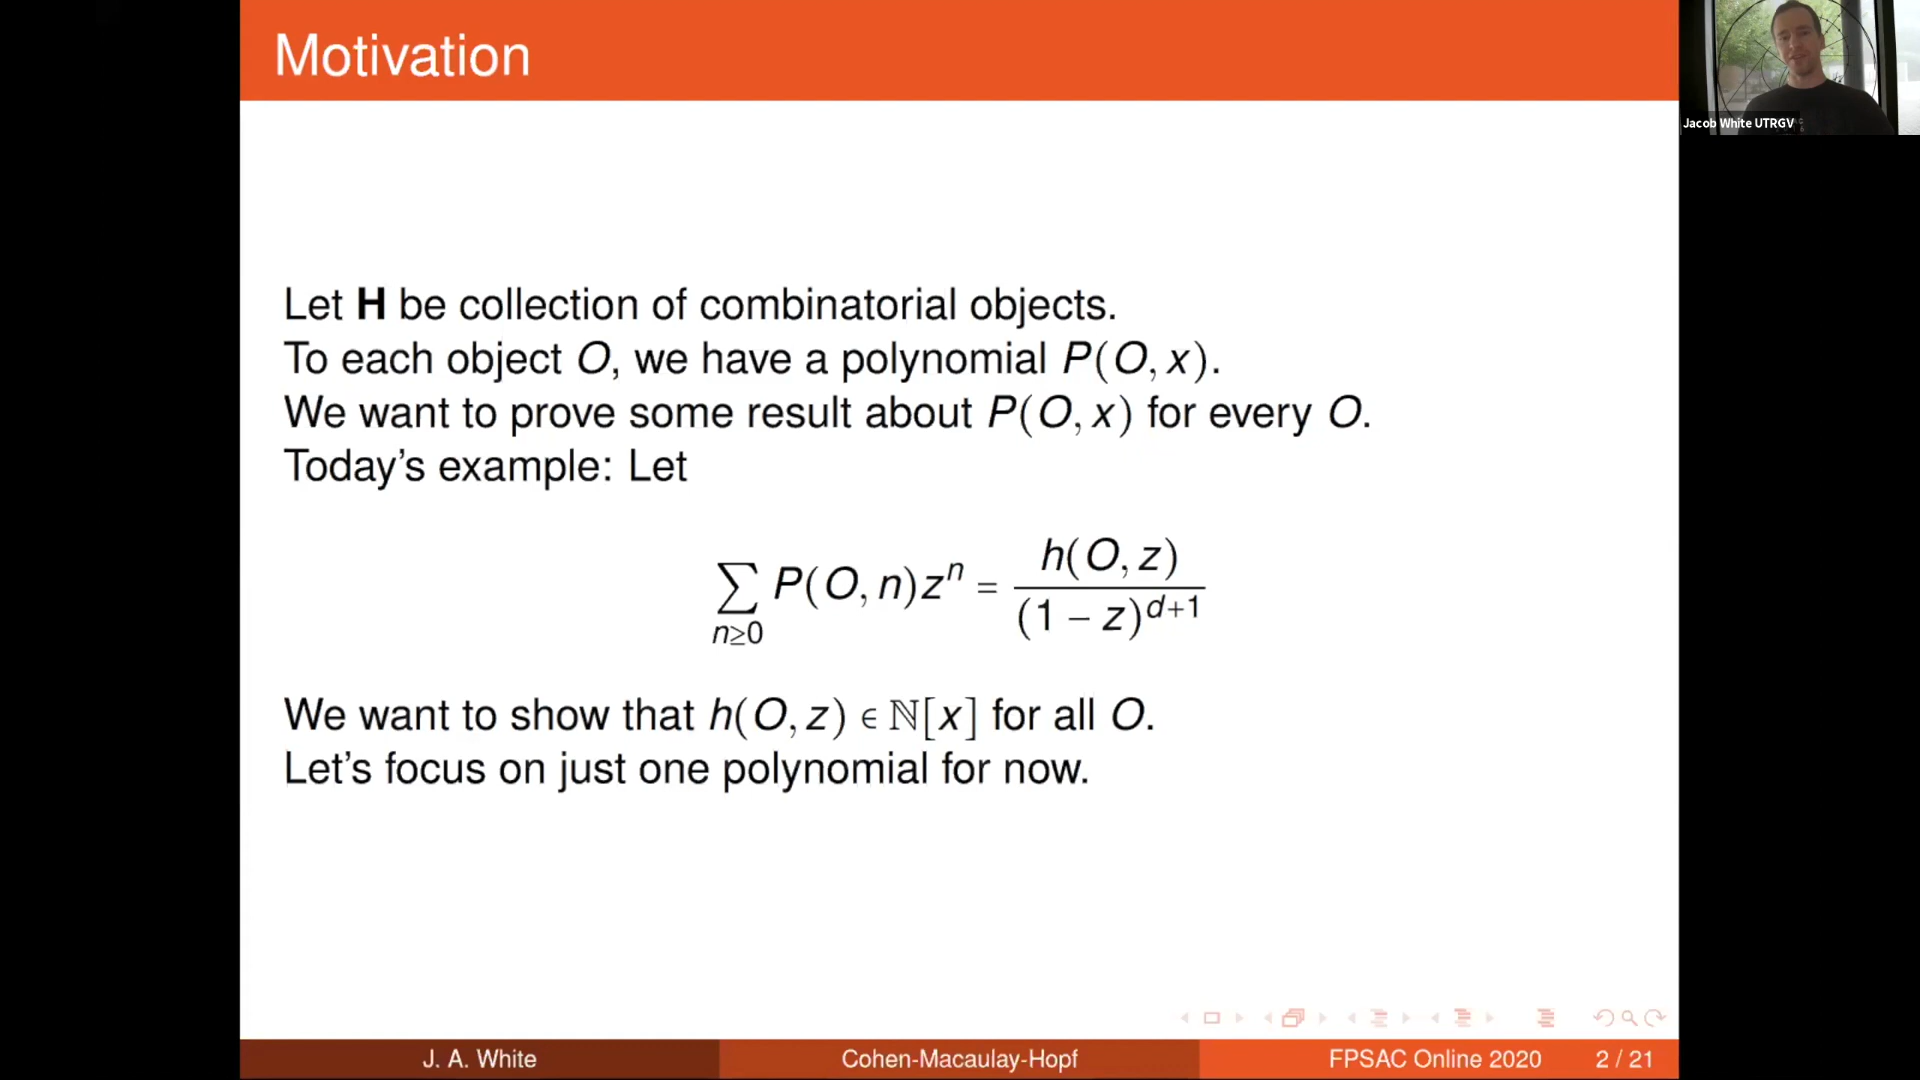 Motivation
Jacob White UTRGV
Let H be collection of combinatorial objects.
To each object O, we have a polynomial P(O, x).
We want to prove some result about P(O, x) for every O.
Today's example: Let
∑_{n≥0} P(O, n)z^n = h(O, z) / (1 − z)^{d+1}
We want to show that h(O, z) ∈ ℕ[x] for all O.
Let's focus on just one polynomial for now.
J. A. White
Cohen-Macaulay-Hopf
FPSAC Online 2020
2 / 21